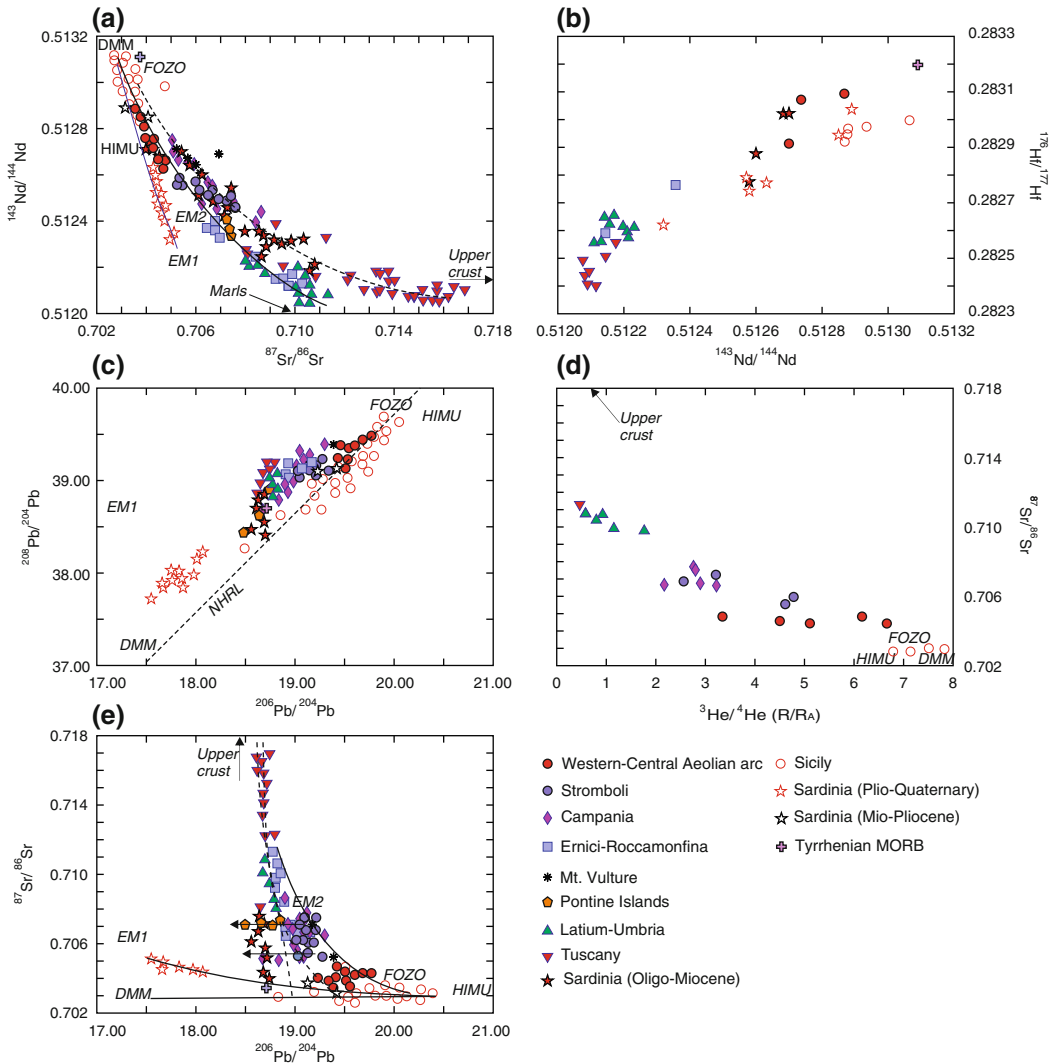 (a)
0.5132
0.5128
0.5124
0.5120
143Nd/144Nd
DMM
FOZO
HIMU
EM2
EM1
Marls
Upper
crust
0.702
0.706
0.710
0.714
0.718
87Sr/86Sr
(b)
0.2833
0.2831
0.2829
0.2827
0.2825
0.2823
176Hf/177Hf
0.5120
0.5122
0.5124
0.5126
0.5128
0.5130
0.5132
143Nd/144Nd
(c)
40.00
39.00
38.00
37.00
208Pb/204Pb
FOZO
HIMU
EM1
NHRL
DMM
17.00
18.00
19.00
20.00
21.00
206Pb/204Pb
(d)
0.718
0.714
0.710
0.706
0.702
87Sr/86Sr
Upper
crust
FOZO
HIMU
DMM
0
1
2
3
4
5
6
7
8
3He/4He (R/RA)
(e)
0.718
0.714
0.710
0.706
0.702
87Sr/86Sr
Upper
crust
EM2
EM1
FOZO
DMM
HIMU
17.00
18.00
19.00
20.00
21.00
206Pb/204Pb
Western-Central Aeolian arc
Stromboli
Campania
Ernici-Roccamonfina
Mt. Vulture
Pontine Islands
Latium-Umbria
Tuscany
Sardinia (Oligo-Miocene)
Sicily
Sardinia (Plio-Quaternary)
Sardinia (Mio-Pliocene)
Tyrrhenian MORB